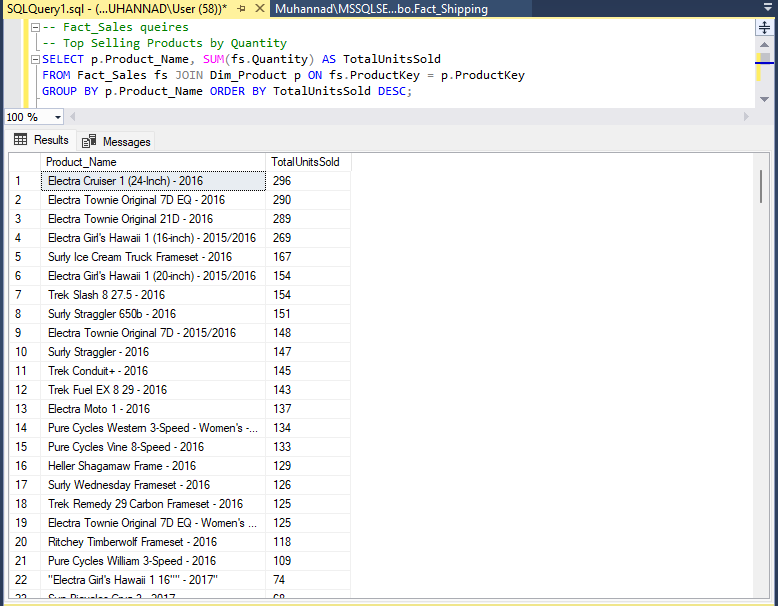 SQLQuery1.sql - (...UHANNAD\User (58))* Muhannad\MSSQLSE...bo.Fact_Shipping
-- Fact_Sales queires
-- Top Selling Products by Quantity
SELECT p.Product_Name, SUM(fs.Quantity) AS TotalUnitsSold
FROM Fact_Sales fs JOIN Dim_Product p ON fs.ProductKey = p.ProductKey
GROUP BY p.Product_Name ORDER BY TotalUnitsSold DESC;
100 %
Results Messages
Product_Name TotalUnitsSold
1 Electra Cruiser 1 (24-Inch) - 2016 296
2 Electra Townie Original 7D EQ - 2016 290
3 Electra Townie Original 21D - 2016 289
4 Electra Girl's Hawaii 1 (16-inch) - 2015/2016 269
5 Surly Ice Cream Truck Frameset - 2016 167
6 Electra Girl's Hawaii 1 (20-inch) - 2015/2016 154
7 Trek Slash 8 27.5 - 2016 154
8 Surly Straggler 650b - 2016 151
9 Electra Townie Original 7D - 2015/2016 148
10 Surly Straggler - 2016 147
11 Trek Conduit+ - 2016 145
12 Trek Fuel EX 8 29 - 2016 143
13 Electra Moto 1 - 2016 137
14 Pure Cycles Western 3-Speed - Women's -... 134
15 Pure Cycles Vine 8-Speed - 2016 133
16 Heller Shagamaw Frame - 2016 129
17 Surly Wednesday Frameset - 2016 126
18 Trek Remedy 29 Carbon Frameset - 2016 125
19 Electra Townie Original 7D EQ - Women's ... 125
20 Ritchey Timberwolf Frameset - 2016 118
21 Pure Cycles William 3-Speed - 2016 109
22 "Electra Girl's Hawaii 1 16"" - 2017" 74